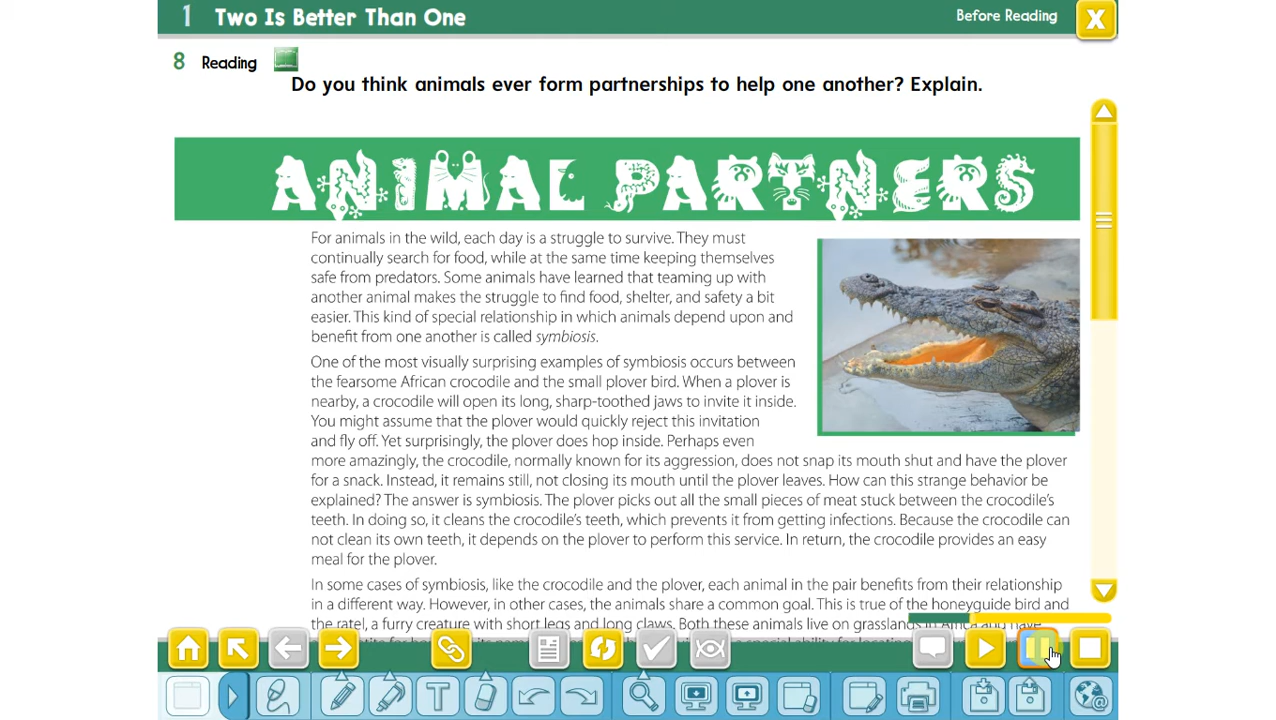 1 Two Is Better Than One
Before Reading
X
8 Reading
Do you think animals ever form partnerships to help one another? Explain.
ANIMAL PARTNERS
For animals in the wild, each day is a struggle to survive. They must
continually search for food, while at the same time keeping themselves
safe from predators. Some animals have learned that teaming up with
another animal makes the struggle to find food, shelter, and safety a bit
easier. This kind of special relationship in which animals depend upon and
benefit from one another is called symbiosis.
One of the most visually surprising examples of symbiosis occurs between
the fearsome African crocodile and the small plover bird. When a plover is
nearby, a crocodile will open its long, sharp-toothed jaws to invite it inside.
You might assume that the plover would quickly reject this invitation
and fly off. Yet surprisingly, the plover does hop inside. Perhaps even
more amazingly, the crocodile, normally known for its aggression, does not snap its mouth shut and have the plover
for a snack. Instead, it remains still, not closing its mouth until the plover leaves. How can this strange behavior be
explained? The answer is symbiosis. The plover picks out all the small pieces of meat stuck between the crocodile's
teeth. In doing so, it cleans the crocodile's teeth, which prevents it from getting infections. Because the crocodile can
not clean its own teeth, it depends on the plover to perform this service. In return, the crocodile provides an easy
meal for the plover.
In some cases of symbiosis, like the crocodile and the plover, each animal in the pair benefits from their relationship
in a different way. However, in other cases, the animals share a common goal. This is true of the honeyguide bird and
the ratel, a furry creature with short legs and long claws. Both these animals live on grasslands in Africa and have
T